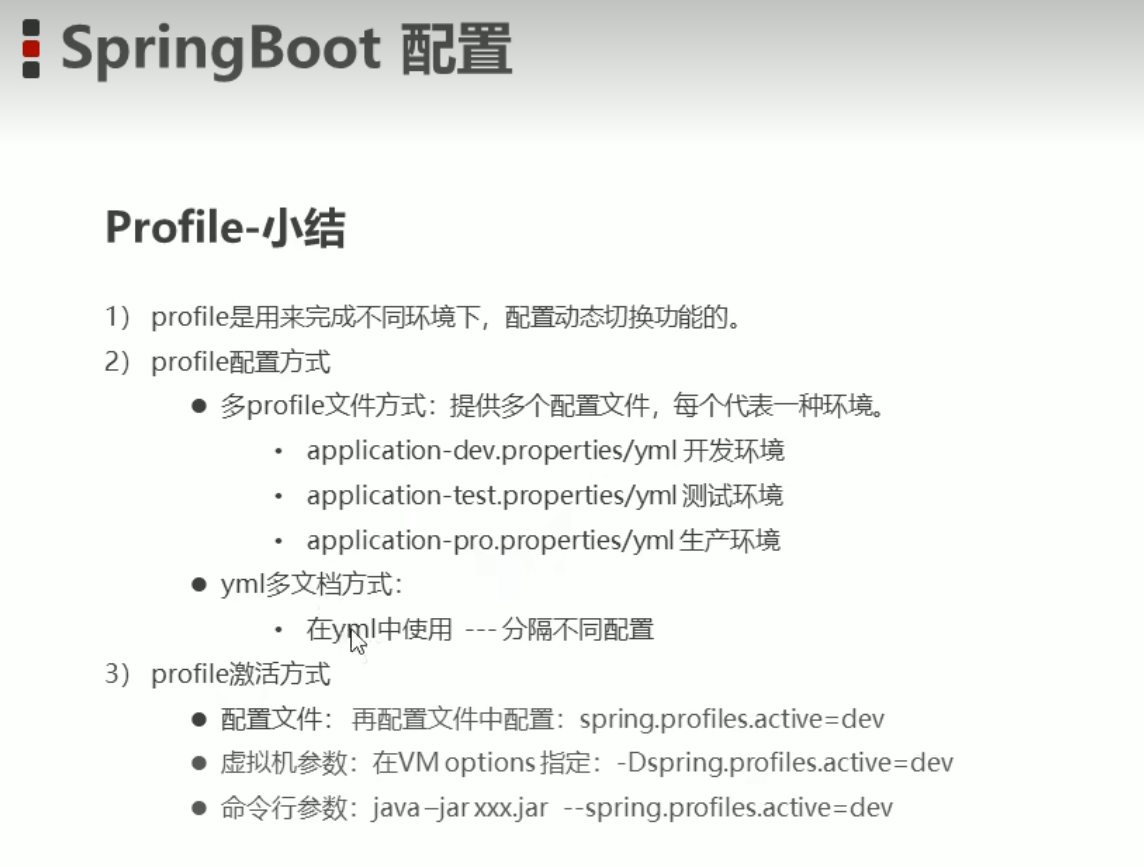 SpringBoot 配置
Profile-小结
1) profile是用来完成不同环境下，配置动态切换功能的。
2) profile配置方式
● 多profile文件方式：提供多个配置文件，每个代表一种环境。
• application-dev.properties/yml 开发环境
• application-test.properties/yml 测试环境
• application-pro.properties/yml 生产环境
● yml多文档方式：
• 在yml中使用 --- 分隔不同配置
3) profile激活方式
● 配置文件： 再配置文件中配置：spring.profiles.active=dev
● 虚拟机参数：在VM options 指定：-Dspring.profiles.active=dev
● 命令行参数：java –jar xxx.jar --spring.profiles.active=dev